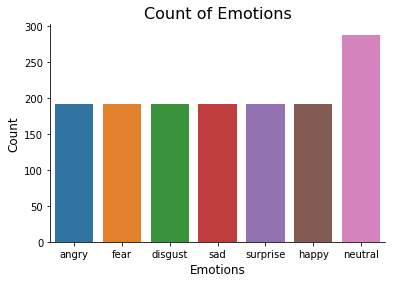 Count of Emotions
300
250
200
150
100
50
0
Count
angry fear disgust sad surprise happy neutral
Emotions